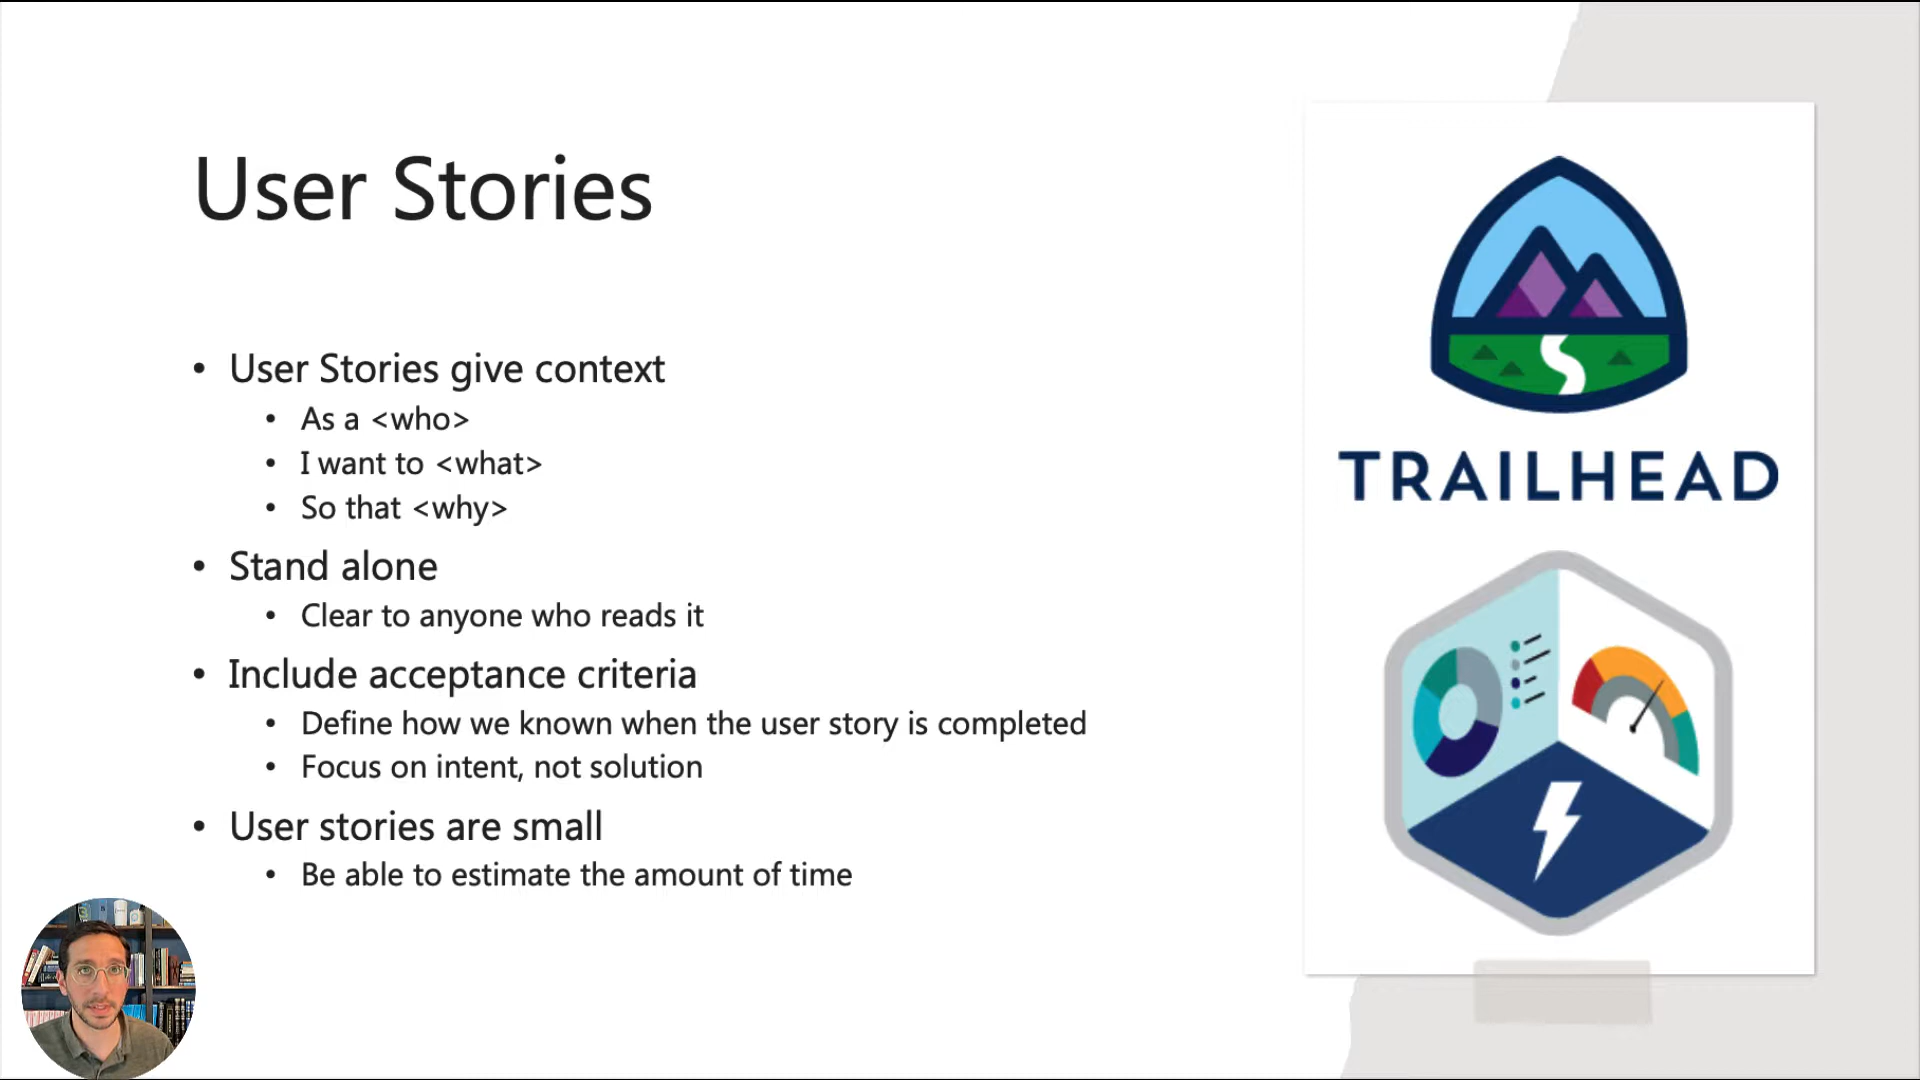 User Stories
• User Stories give context
• As a <who>
• I want to <what>
• So that <why>
• Stand alone
• Clear to anyone who reads it
• Include acceptance criteria
• Define how we known when the user story is completed
• Focus on intent, not solution
• User stories are small
• Be able to estimate the amount of time
TRAILHEAD